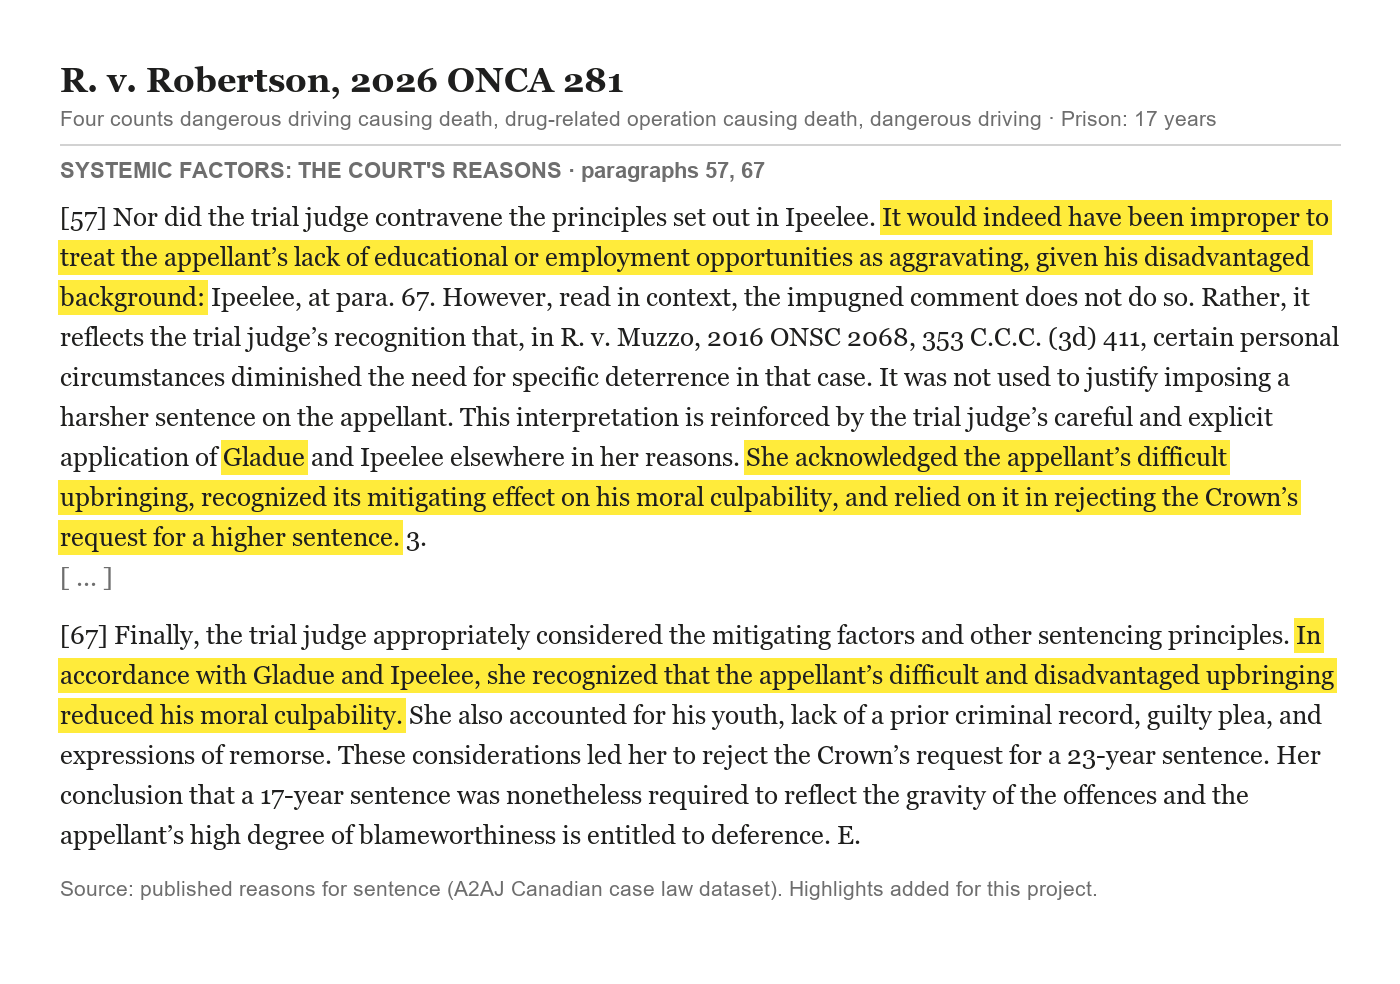 R. v. Robertson, 2026 ONCA 281
Four counts dangerous driving causing death, drug-related operation causing death, dangerous driving · Prison: 17 years
SYSTEMIC FACTORS: THE COURT'S REASONS · paragraphs 57, 67
[57] Nor did the trial judge contravene the principles set out in Ipeelee. It would indeed have been improper to
treat the appellant’s lack of educational or employment opportunities as aggravating, given his disadvantaged
background: Ipeelee, at para. 67. However, read in context, the impugned comment does not do so. Rather, it
reflects the trial judge’s recognition that, in R. v. Muzzo, 2016 ONSC 2068, 353 C.C.C. (3d) 411, certain personal
circumstances diminished the need for specific deterrence in that case. It was not used to justify imposing a
harsher sentence on the appellant. This interpretation is reinforced by the trial judge’s careful and explicit
application of Gladue and Ipeelee elsewhere in her reasons. She acknowledged the appellant’s difficult
upbringing, recognized its mitigating effect on his moral culpability, and relied on it in rejecting the Crown’s
request for a higher sentence. 3.
[ ... ]
[67] Finally, the trial judge appropriately considered the mitigating factors and other sentencing principles. In
accordance with Gladue and Ipeelee, she recognized that the appellant’s difficult and disadvantaged upbringing
reduced his moral culpability. She also accounted for his youth, lack of a prior criminal record, guilty plea, and
expressions of remorse. These considerations led her to reject the Crown’s request for a 23-year sentence. Her
conclusion that a 17-year sentence was nonetheless required to reflect the gravity of the offences and the
appellant’s high degree of blameworthiness is entitled to deference. E.
Source: published reasons for sentence (A2AJ Canadian case law dataset). Highlights added for this project.